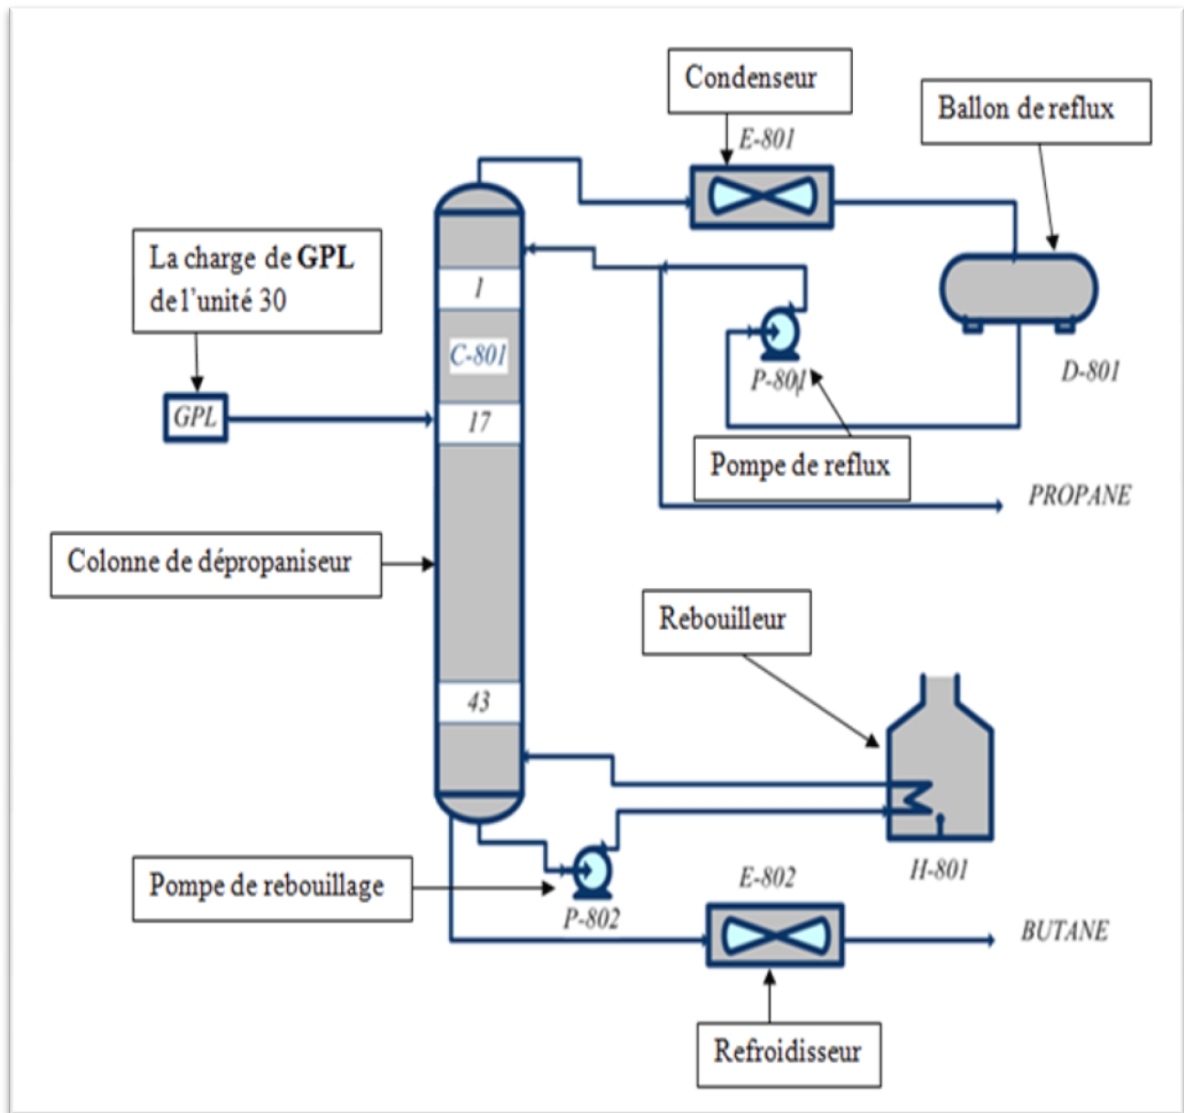 Condenseur
Ballon de reflux
E-801
La charge de GPL
de l'unité 30
1
C-801
GPL
17
P-801
D-801
Pompe de reflux
PROPANE
Colonne de dépropaniseur
Rebouilleur
43
H-801
Pompe de rebouillage
E-802
P-802
BUTANE
Refroidisseur